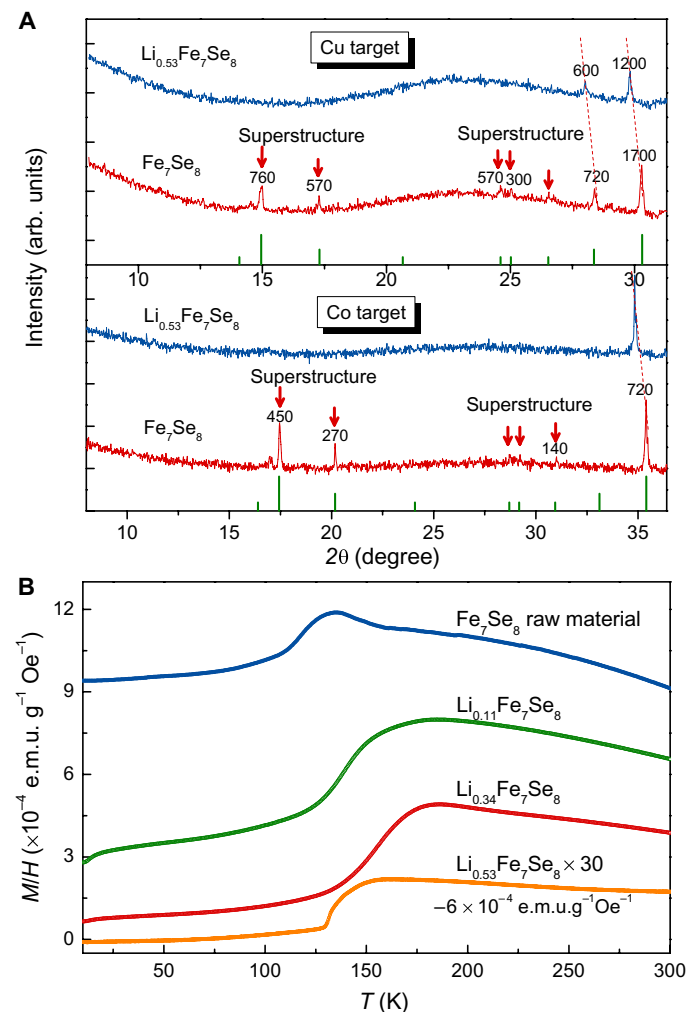 A
Li0.53Fe7Se8
Cu target
600
1200
Superstructure
Superstructure
Fe7Se8
760
570
570
300
720
1700
10 15 20 25 30
Li0.53Fe7Se8
Co target
Superstructure
Superstructure
Fe7Se8
450
270
140
720
10 15 20 25 30 35
2θ (degree)
Intensity (arb. units)
B
Fe7Se8 raw material
Li0.11Fe7Se8
Li0.34Fe7Se8
Li0.53Fe7Se8 × 30
−6 × 10−4 e.m.u.g−1Oe−1
12
9
6
3
0
M/H (×10−4 e.m.u. g−1 Oe−1)
50 100 150 200 250 300
T (K)